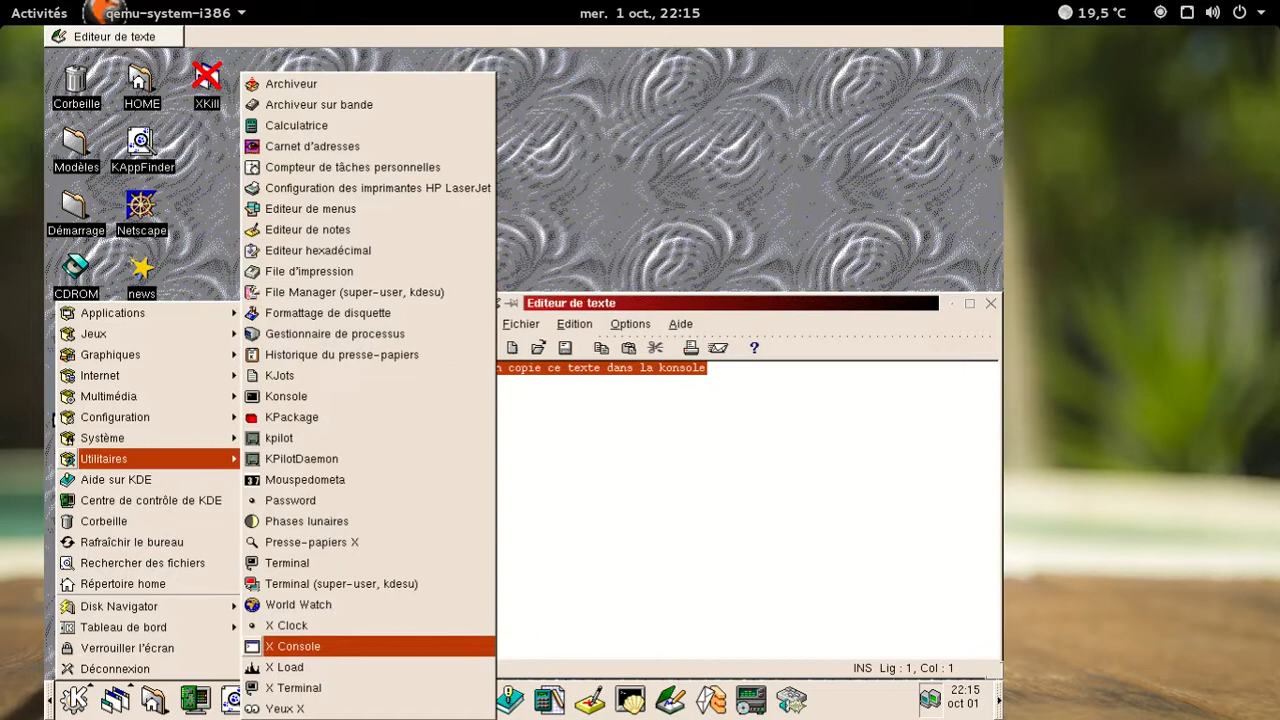 Activités
qemu-system-i386
mer. 1 oct., 22:15
19,5 °C
Editeur de texte
Corbeille
HOME
XKill
Modèles
KAppFinder
Démarrage
Netscape
CDROM
news
Archiveur
Archiveur sur bande
Calculatrice
Carnet d'adresses
Compteur de tâches personnelles
Configuration des imprimantes HP LaserJet
Editeur de menus
Editeur de notes
Editeur hexadécimal
File d'impression
File Manager (super-user, kdesu)
Formattage de disquette
Gestionnaire de processus
Historique du presse-papiers
KJots
Konsole
KPackage
kpilot
KPilotDaemon
Mouspedometa
Password
Phases lunaires
Presse-papiers X
Terminal
Terminal (super-user, kdesu)
World Watch
X Clock
X Console
X Load
X Terminal
Yeux X
Applications
Jeux
Graphiques
Internet
Multimédia
Configuration
Système
Utilitaires
Aide sur KDE
Centre de contrôle de KDE
Corbeille
Rafraîchir le bureau
Rechercher des fichiers
Répertoire home
Disk Navigator
Tableau de bord
Verrouiller l'écran
Déconnexion
Editeur de texte
Fichier Edition Options Aide
n copie ce texte dans la konsole
INS Lig : 1, Col : 1
22:15
oct 01